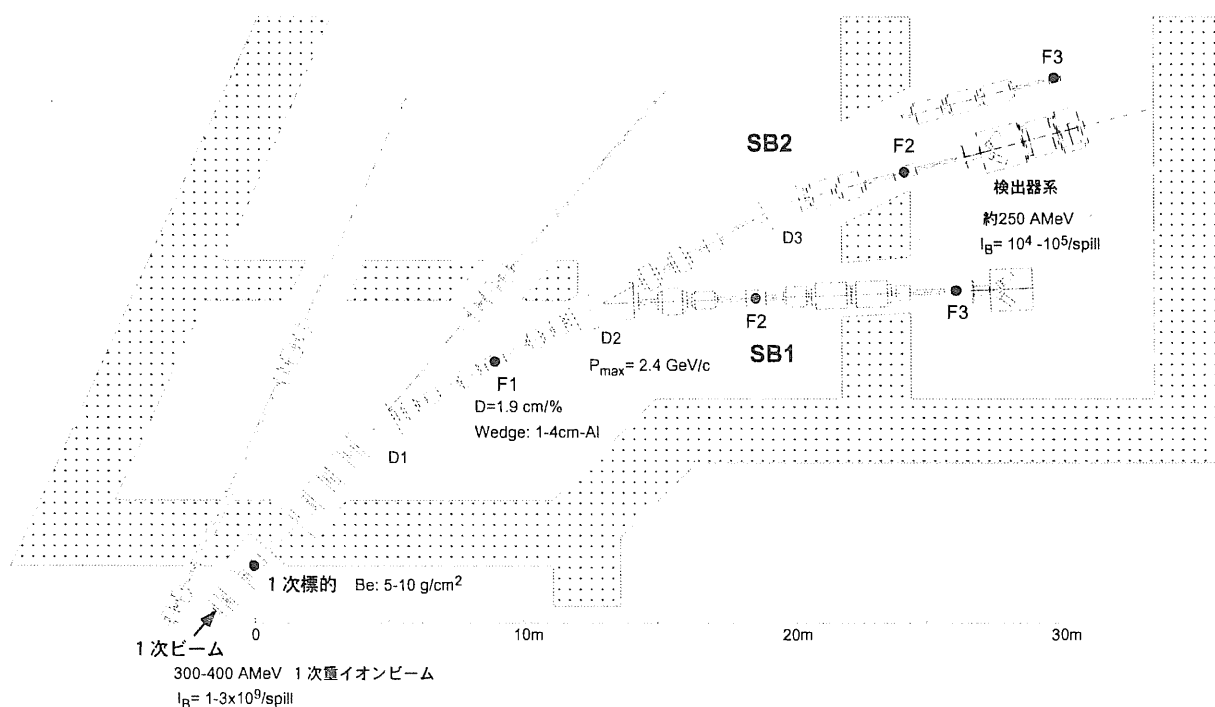 F3
SB2
F2
検出器系
約250 AMeV
I_B= 10^4 -10^5/spill
D3
F2
F3
D2
SB1
P_max= 2.4 GeV/c
F1
D=1.9 cm/%
Wedge: 1-4cm-Al
D1
1次標的 Be: 5-10 g/cm^2
0 10m 20m 30m
1次ビーム
300-400 AMeV 1次重イオンビーム
I_B= 1-3x10^9/spill